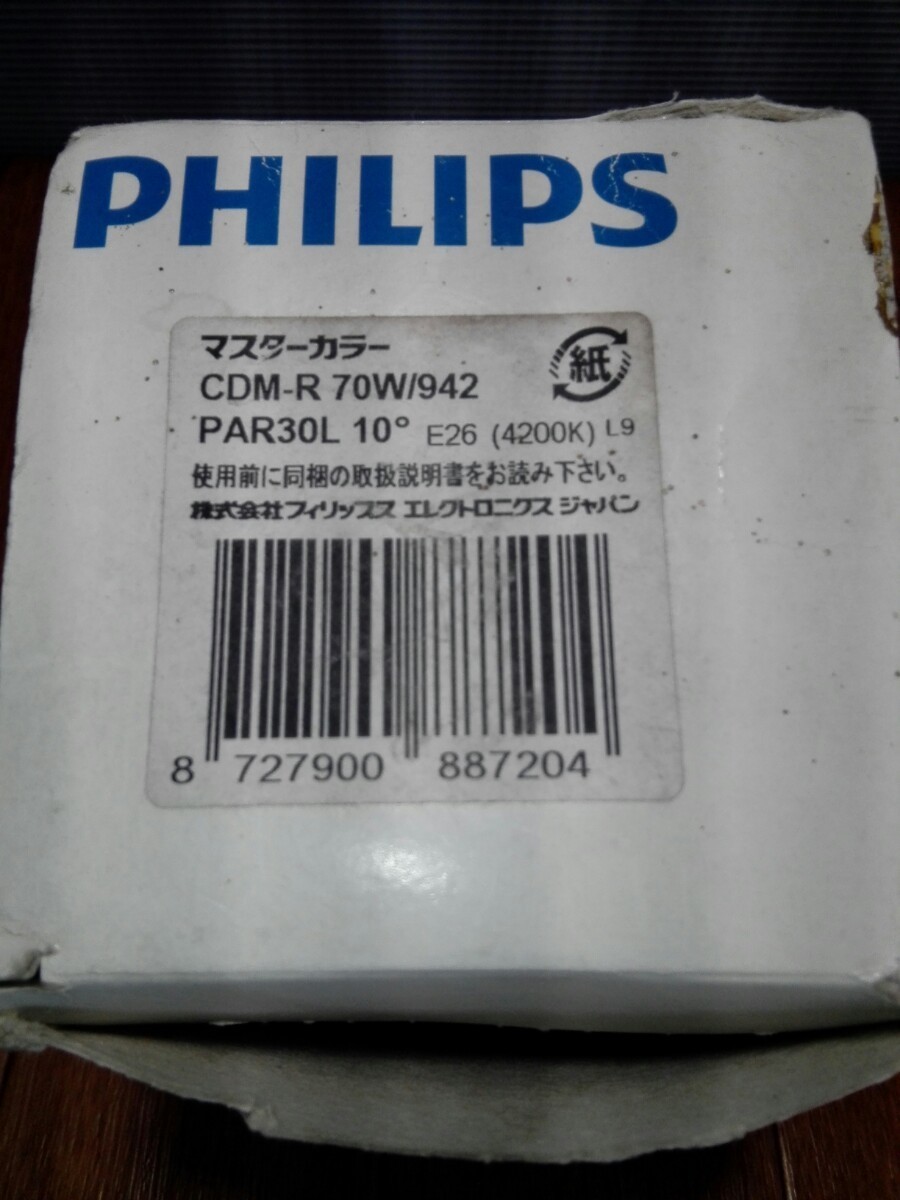 PHILIPS
マスターカラー
紙
CDM-R 70W/942
PAR30L 10° E26 (4200K) L9
使用前に同梱の取扱説明書をお読み下さい。
株式会社フィリップス エレクトロニクス ジャパン
8 727900 887204